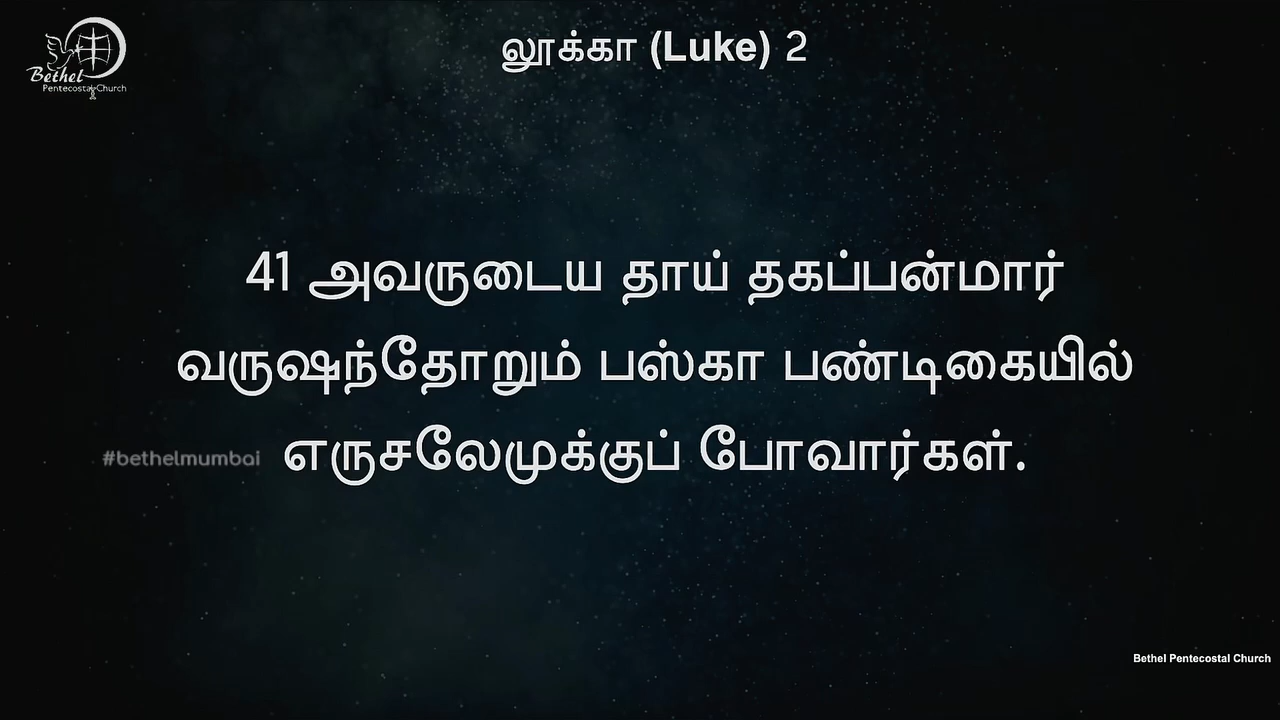 Bethel
Pentecostal Church
லூக்கா (Luke) 2
41 அவருடைய தாய் தகப்பன்மார்
வருஷந்தோறும் பஸ்கா பண்டிகையில்
எருசலேமுக்குப் போவார்கள்.
#bethelmumbai
Bethel Pentecostal Church